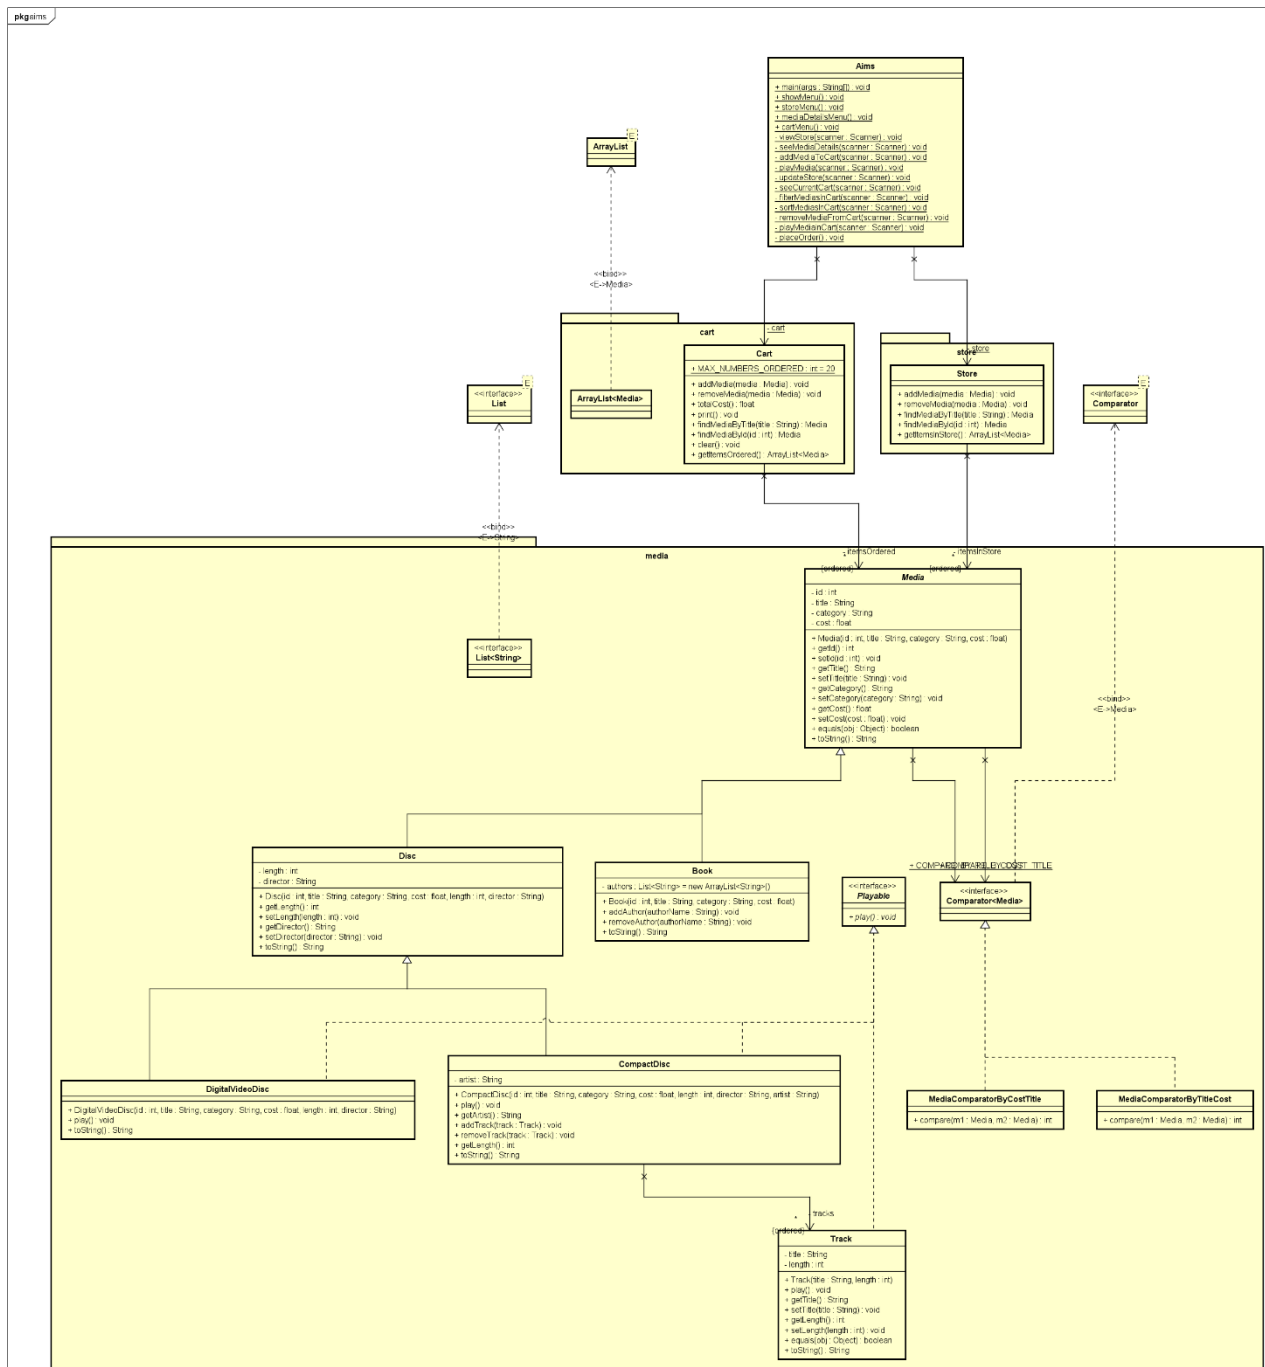 pkg aims
Aims
+ main(args : String[]) : void
+ showMenu() : void
+ storeMenu() : void
+ mediaDetailsMenu() : void
+ cartMenu() : void
- viewStore(scanner : Scanner) : void
- seeMediaDetails(scanner : Scanner) : void
- addMediaToCart(scanner : Scanner) : void
- playMedia(scanner : Scanner) : void
- updateStore(scanner : Scanner) : void
- seeCurrentCart(scanner : Scanner) : void
- filterMediasInCart(scanner : Scanner) : void
- sortMediasInCart(scanner : Scanner) : void
- removeMediaFromCart(scanner : Scanner) : void
- playMediaInCart(scanner : Scanner) : void
- placeOrder() : void
E
ArrayList
<<bind>>
<E->Media>
cart
- cart
Cart
+ MAX_NUMBERS_ORDERED : int = 20
+ addMedia(media : Media) : void
+ removeMedia(media : Media) : void
+ totalCost() : float
+ print() : void
+ findMediaByTitle(title : String) : Media
+ findMediaById(id : int) : Media
+ clear() : void
+ getItemsOrdered() : ArrayList<Media>
ArrayList<Media>
store
- store
Store
+ addMedia(media : Media) : void
+ removeMedia(media : Media) : void
+ findMediaByTitle(title : String) : Media
+ findMediaById(id : int) : Media
+ getItemsInStore() : ArrayList<Media>
E
<<interface>>
List
E
<<interface>>
Comparator
<<bind>>
<E->String>
media
- itemsOrdered
*
{ordered}
- itemsInStore
*
{ordered}
Media
- id : int
- title : String
- category : String
- cost : float
+ Media(id : int, title : String, category : String, cost : float)
+ getId() : int
+ setId(id : int) : void
+ getTitle() : String
+ setTitle(title : String) : void
+ getCategory() : String
+ setCategory(category : String) : void
+ getCost() : float
+ setCost(cost : float) : void
+ equals(obj : Object) : boolean
+ toString() : String
<<interface>>
List<String>
<<bind>>
<E->Media>
Disc
- length : int
- director : String
+ Disc(id : int, title : String, category : String, cost : float, length : int, director : String)
+ getLength() : int
+ setLength(length : int) : void
+ getDirector() : String
+ setDirector(director : String) : void
+ toString() : String
Book
- authors : List<String> = new ArrayList<String>()
+ Book(id : int, title : String, category : String, cost : float)
+ addAuthor(authorName : String) : void
+ removeAuthor(authorName : String) : void
+ toString() : String
<<interface>>
Playable
+ play() : void
<<interface>>
Comparator<Media>
DigitalVideoDisc
+ DigitalVideoDisc(id : int, title : String, category : String, cost : float, length : int, director : String)
+ play() : void
+ toString() : String
CompactDisc
- artist : String
+ CompactDisc(id : int, title : String, category : String, cost : float, length : int, director : String, artist : String)
+ play() : void
+ getArtist() : String
+ addTrack(track : Track) : void
+ removeTrack(track : Track) : void
+ getLength() : int
+ toString() : String
MediaComparatorByCostTitle
+ compare(m1 : Media, m2 : Media) : int
MediaComparatorByTitleCost
+ compare(m1 : Media, m2 : Media) : int
- tracks
*
{ordered}
Track
- title : String
- length : int
+ Track(title : String, length : int)
+ play() : void
+ getTitle() : String
+ setTitle(title : String) : void
+ getLength() : int
+ setLength(length : int) : void
+ equals(obj : Object) : boolean
+ toString() : String